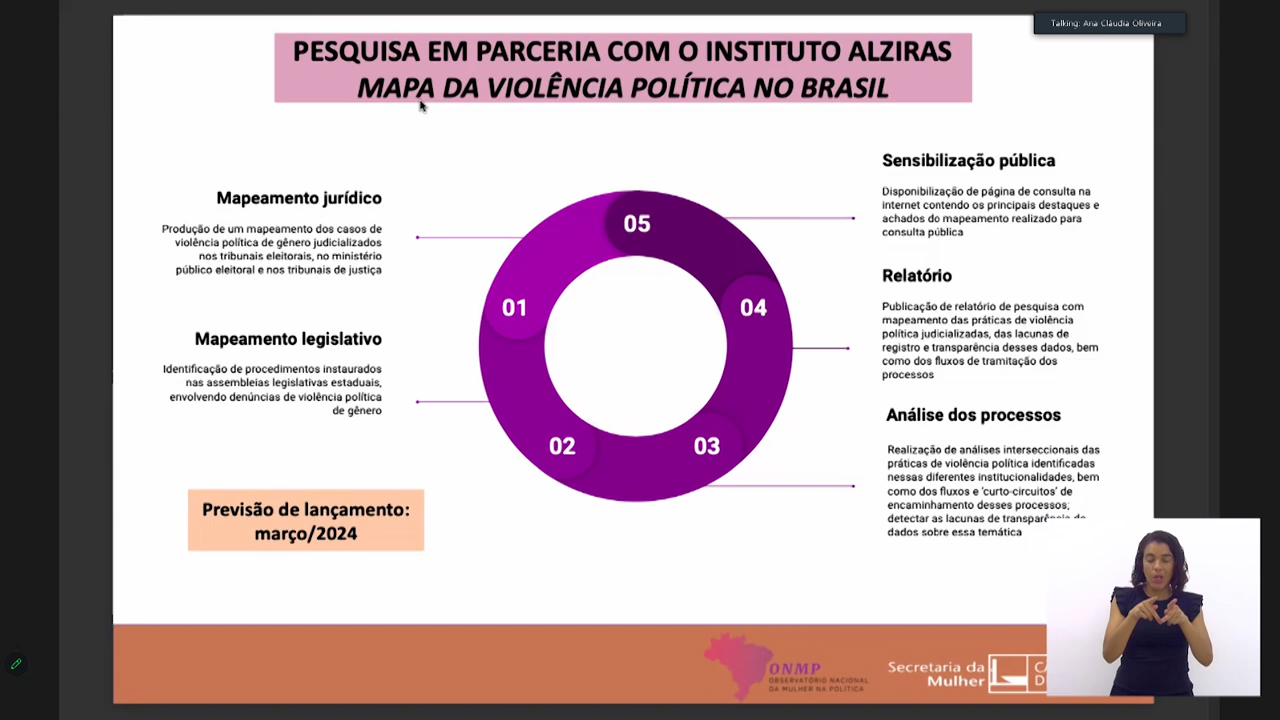 Talking: Ana Cláudia Oliveira
PESQUISA EM PARCERIA COM O INSTITUTO ALZIRAS
MAPA DA VIOLÊNCIA POLÍTICA NO BRASIL
Mapeamento jurídico
Produção de um mapeamento dos casos de
violência política de gênero judicializados
nos tribunais eleitorais, no ministério
público eleitoral e nos tribunais de justiça
Mapeamento legislativo
Identificação de procedimentos instaurados
nas assembleias legislativas estaduais,
envolvendo denúncias de violência política
de gênero
Previsão de lançamento:
março/2024
05
01
04
02
03
Sensibilização pública
Disponibilização de página de consulta na
internet contendo os principais destaques e
achados do mapeamento realizado para
consulta pública
Relatório
Publicação de relatório de pesquisa com
mapeamento das práticas de violência
política judicializadas, das lacunas de
registro e transparência desses dados, bem
como dos fluxos de tramitação dos
processos
Análise dos processos
Realização de análises interseccionais das
práticas de violência política identificadas
nessas diferentes institucionalidades, bem
como dos fluxos e 'curto-circuitos' de
encaminhamento desses processos;
detectar as lacunas de transparência de
dados sobre essa temática
ONMP
OBSERVATÓRIO NACIONAL
DA MULHER NA POLÍTICA
Secretaria da
Mulher
CA
D